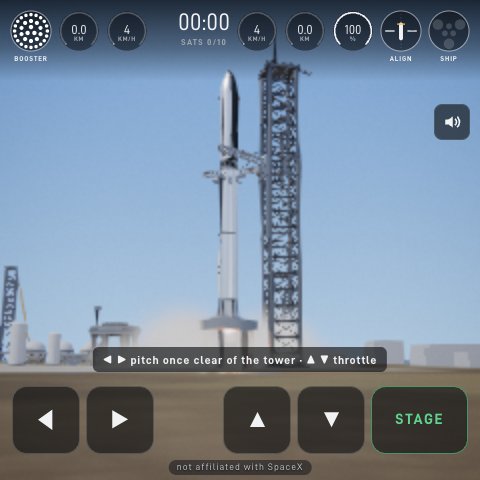 0.0
KM
4
KM/H
00:00
SATS 0/10
4
KM/H
0.0
KM
100
%
BOOSTER
ALIGN
SHIP
◀ ▶ pitch once clear of the tower · ▲ ▼ throttle
STAGE
not affiliated with SpaceX